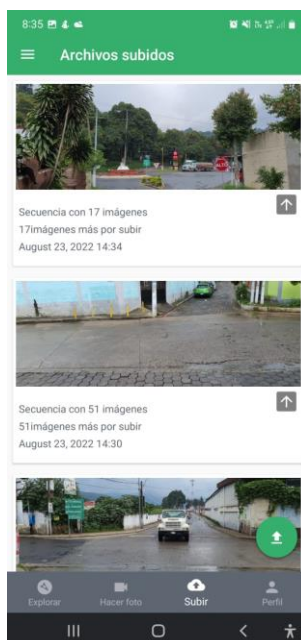 8:35
Archivos subidos
Secuencia con 17 imágenes
17imágenes más por subir
August 23, 2022 14:34
Secuencia con 51 imágenes
51imágenes más por subir
August 23, 2022 14:30
Explorar Hacer foto Subir Perfil